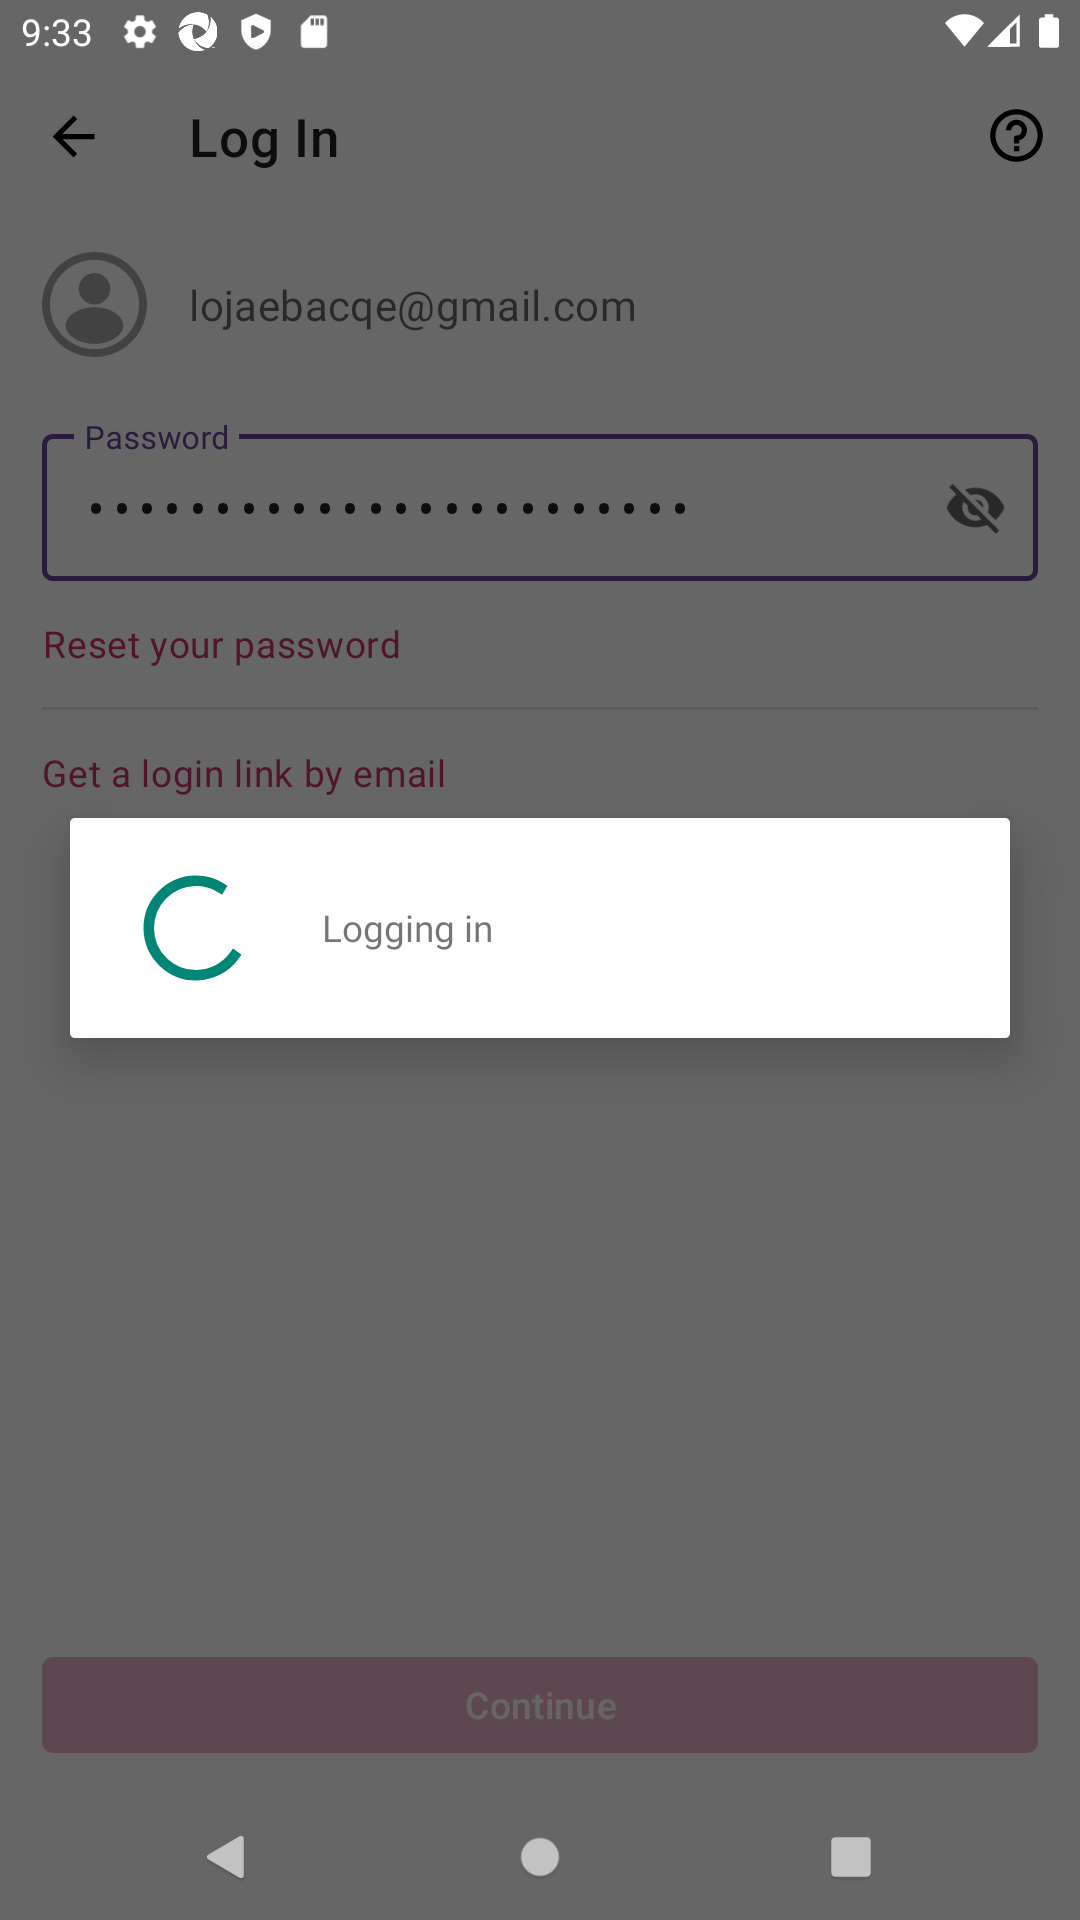 9:33
Log In
lojaebacqe@gmail.com
Password
••••••••••••••••••••••••
Reset your password
Get a login link by email
Logging in
Continue